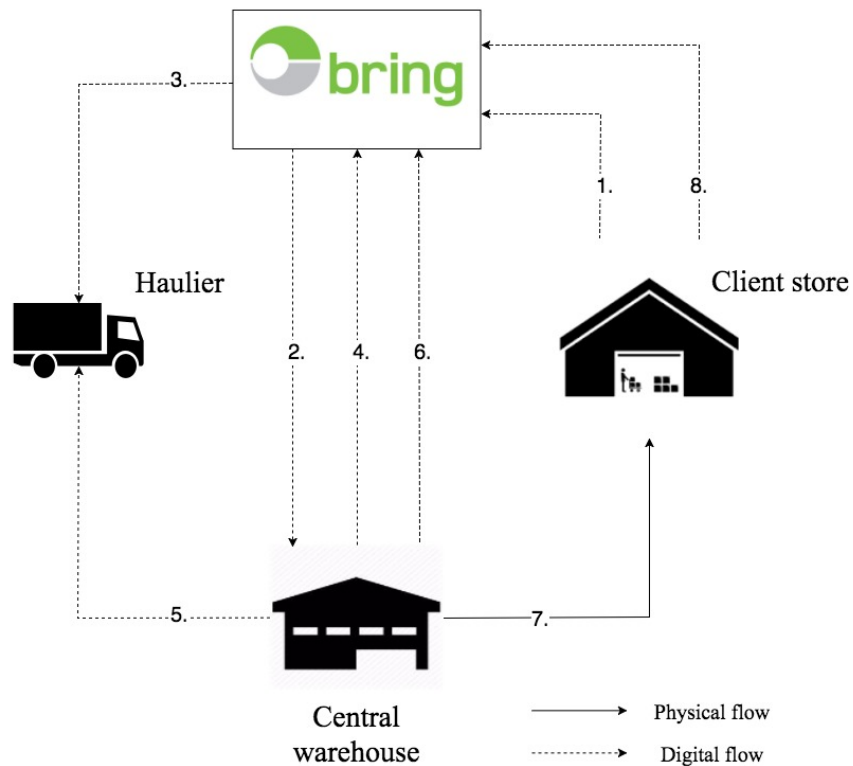 bring
3.
1.
8.
Haulier
Client store
2.
4.
6.
5.
7.
Central
warehouse
Physical flow
Digital flow